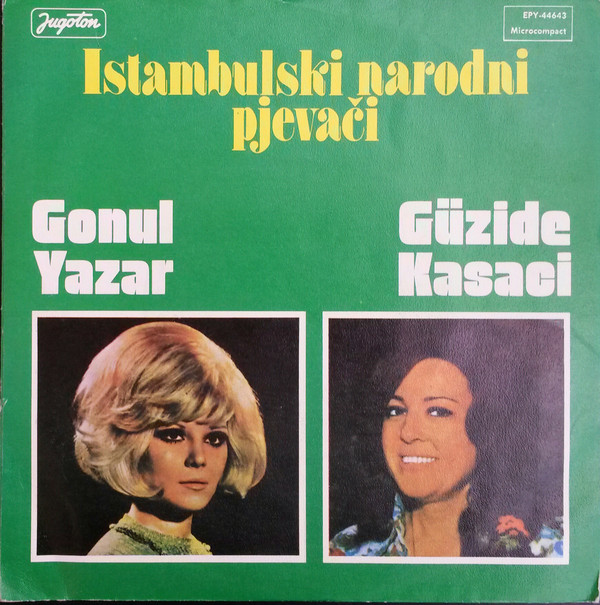 Jugoton
EPY-44643
Microcompact
Istambulski narodni
pjevači
Gonul
Yazar
Güzide
Kasaci